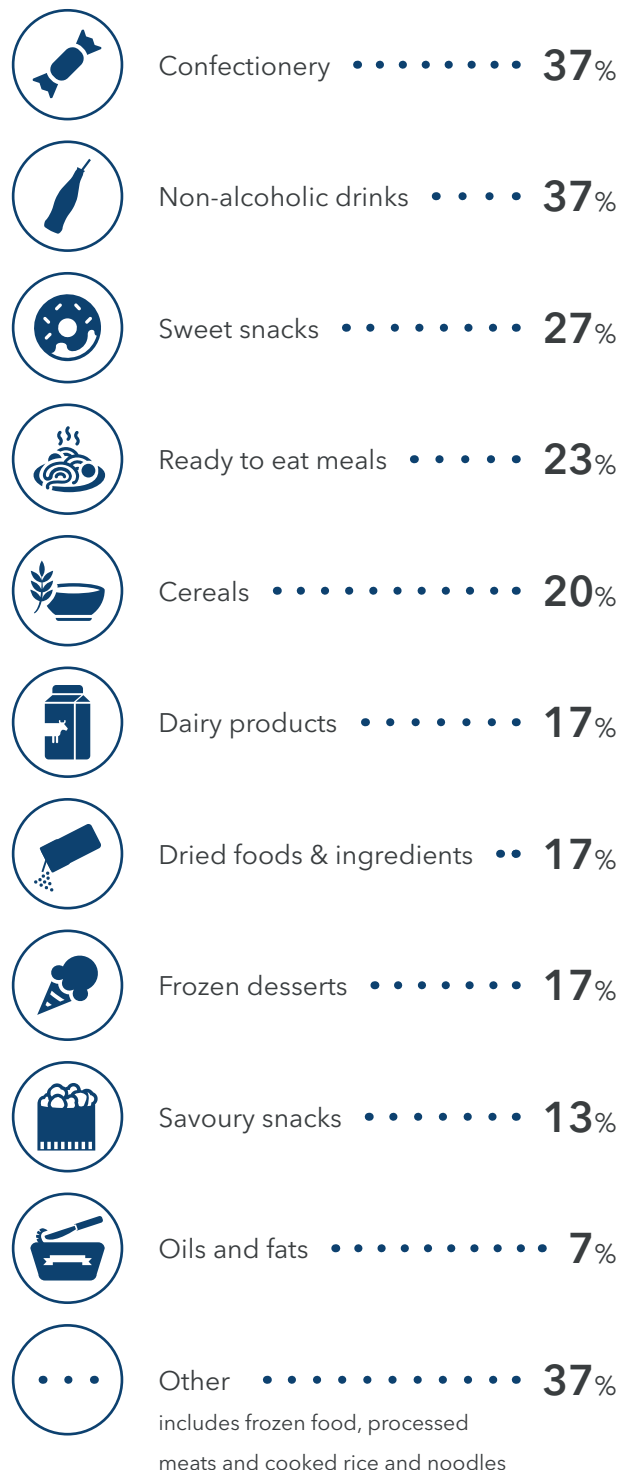 Confectionery 37%
Non-alcoholic drinks 37%
Sweet snacks 27%
Ready to eat meals 23%
Cereals 20%
Dairy products 17%
Dried foods & ingredients 17%
Frozen desserts 17%
Savoury snacks 13%
Oils and fats 7%
Other 37%
includes frozen food, processed
meats and cooked rice and noodles